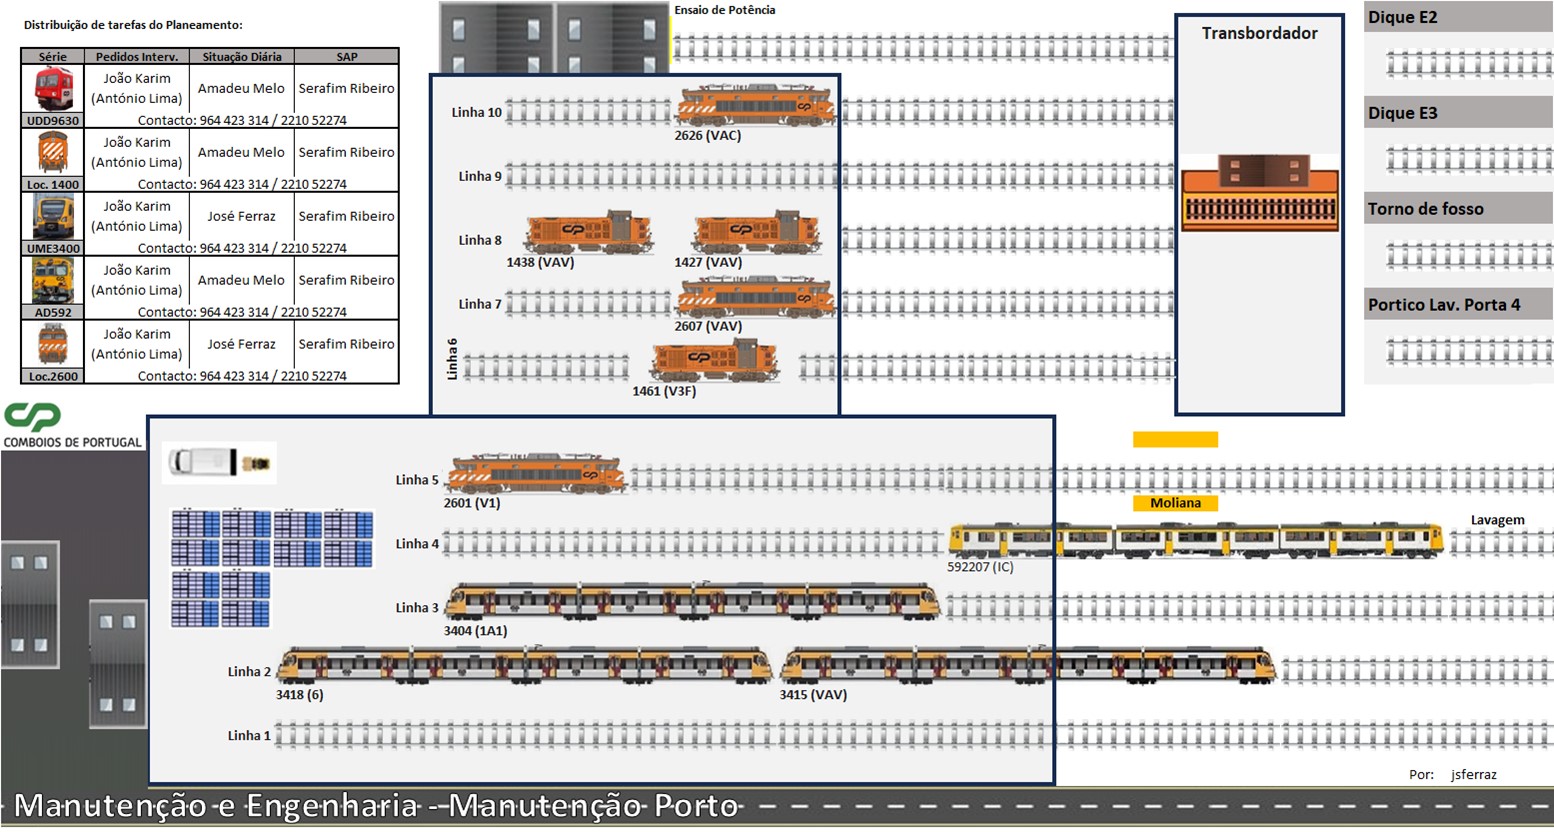 Distribuição de tarefas do Planeamento:
Série Pedidos Interv. Situação Diária SAP
João Karim
(António Lima) Amadeu Melo Serafim Ribeiro
UDD9630 Contacto: 964 423 314 / 2210 52274
João Karim
(António Lima) Amadeu Melo Serafim Ribeiro
Loc. 1400 Contacto: 964 423 314 / 2210 52274
João Karim
(António Lima) José Ferraz Serafim Ribeiro
UME3400 Contacto: 964 423 314 / 2210 52274
João Karim
(António Lima) Amadeu Melo Serafim Ribeiro
AD592 Contacto: 964 423 314 / 2210 52274
João Karim
(António Lima) José Ferraz Serafim Ribeiro
Loc.2600 Contacto: 964 423 314 / 2210 52274
CP
COMBOIOS DE PORTUGAL
Ensaio de Potência
Linha 10
2626 (VAC)
Linha 9
Linha 8
1438 (VAV) 1427 (VAV)
Linha 7
2607 (VAV)
Linha 6
1461 (V3F)
Transbordador
Dique E2
Dique E3
Torno de fosso
Portico Lav. Porta 4
Linha 5
2601 (V1)
Moliana
Linha 4
592207 (IC)
Lavagem
Linha 3
3404 (1A1)
Linha 2
3418 (6) 3415 (VAV)
Linha 1
Por: jsferraz
Manutenção e Engenharia - Manutenção Porto